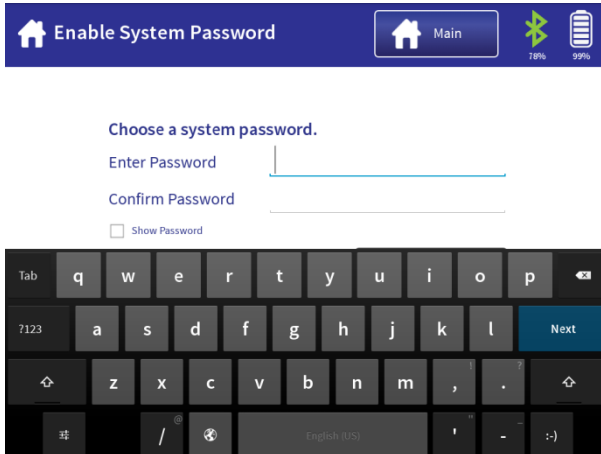 Enable System Password
Main
78%
99%
Choose a system password.
Enter Password
Confirm Password
Show Password
Tab q w e r t y u i o p
?123 a s d f g h j k l Next
z x c v b n m , ! . ?
/ @ English (US) ' " - _ :-)